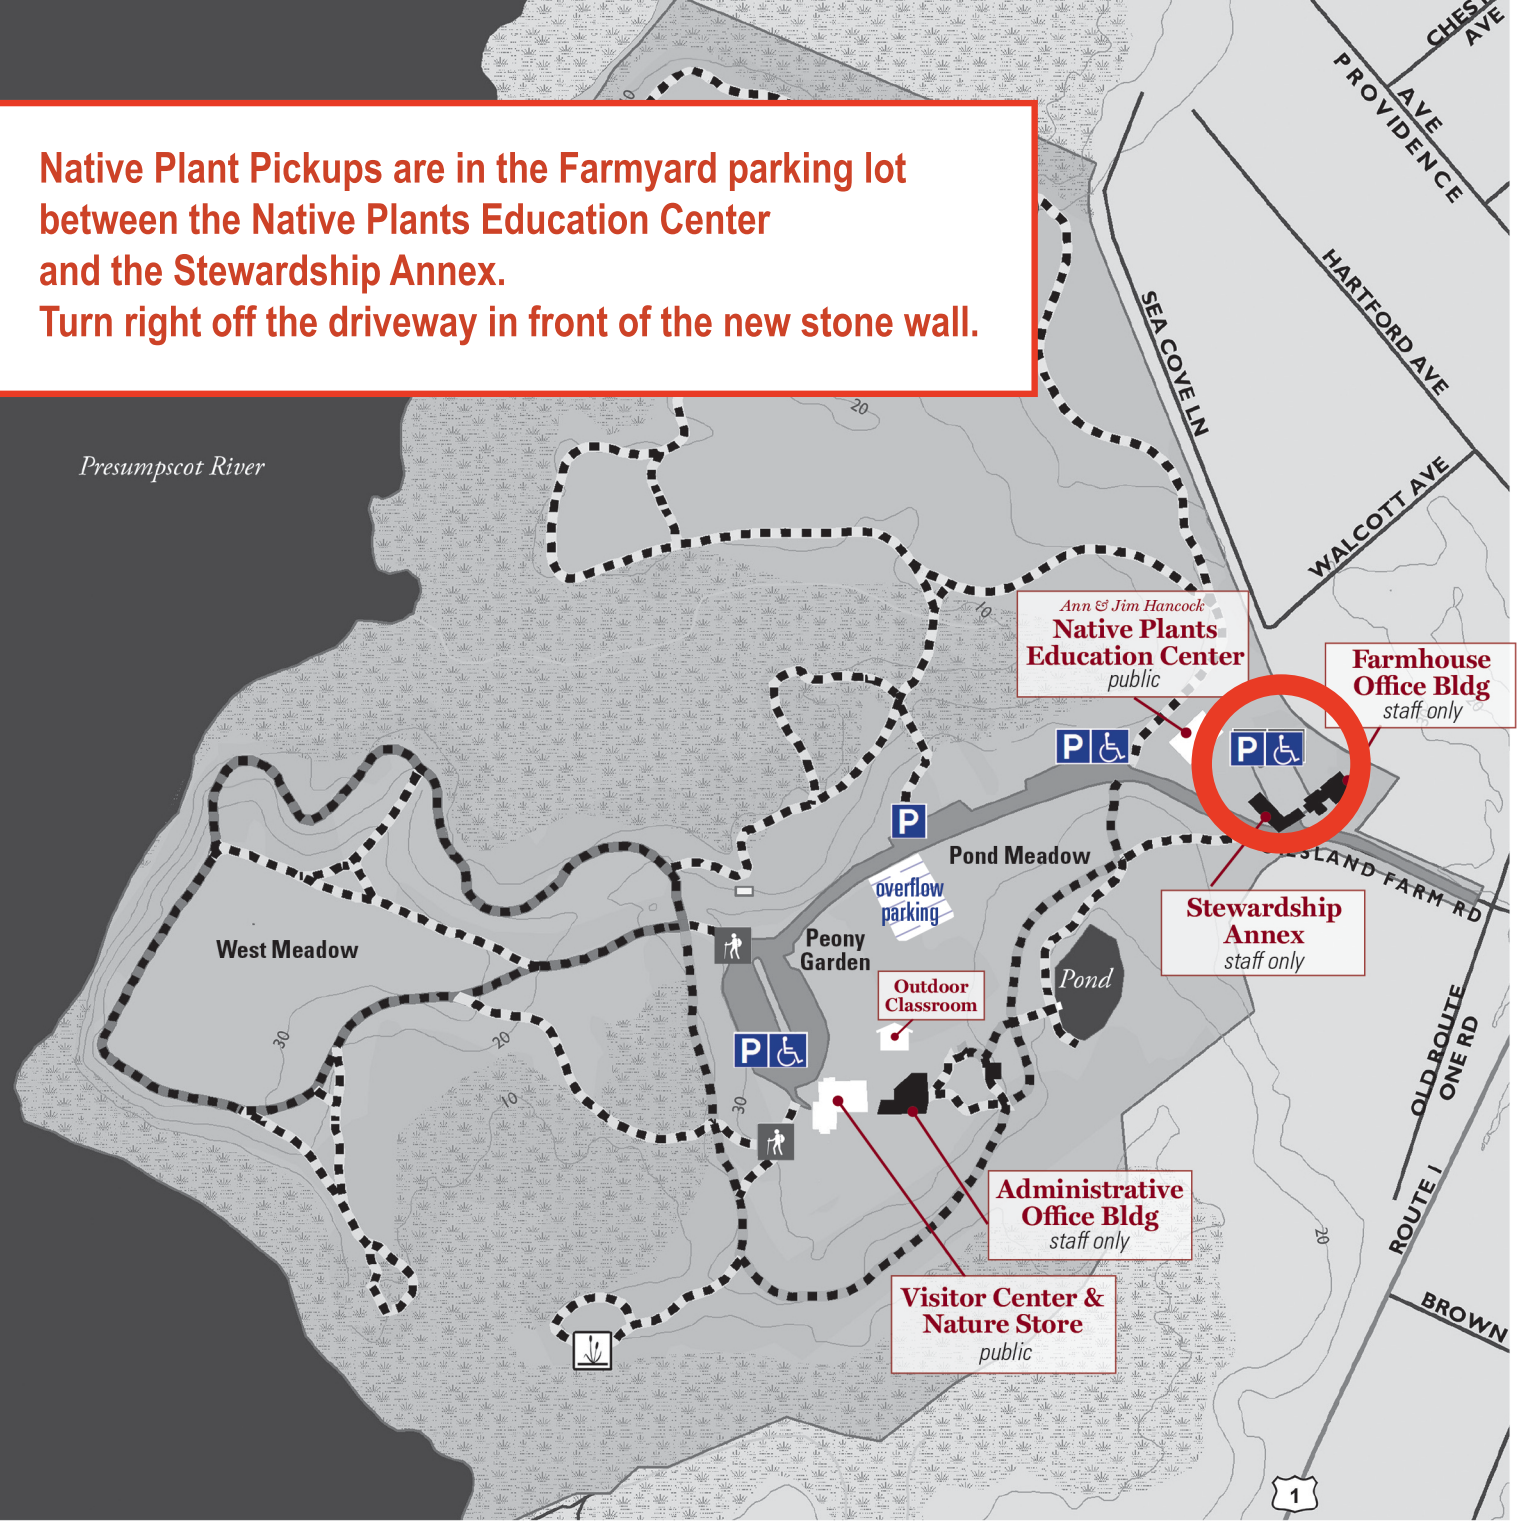 Native Plant Pickups are in the Farmyard parking lot
between the Native Plants Education Center
and the Stewardship Annex.
Turn right off the driveway in front of the new stone wall.
AVE
PROVIDENCE
AVE
HARTFORD AVE
SEA COVE LN
WALCOTT AVE
20
Presumpscot River
10
Ann & Jim Hancock
Native Plants
Education Center
public
Farmhouse
Office Bldg
staff only
P
P
P
Pond Meadow
FARM RD
overflow
parking
Stewardship
Annex
staff only
Peony
Garden
West Meadow
Pond
Outdoor
Classroom
30
20
10
30
P
OLD ROUTE
ONE RD
Administrative
Office Bldg
staff only
ROUTE 1
20
Visitor Center &
Nature Store
public
BROWN
1